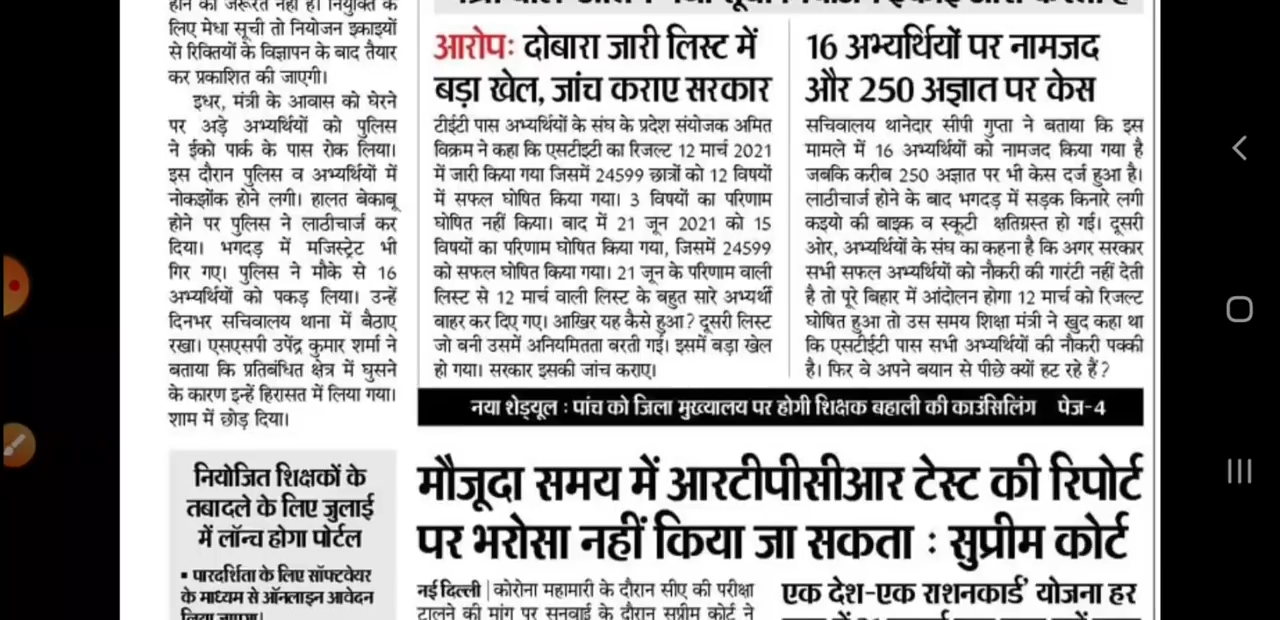 होने की जरूरत नहीं है। नियुक्ति के
लिए मेधा सूची तो नियोजन इकाइयों
से रिक्तियों के विज्ञापन के बाद तैयार
कर प्रकाशित की जाएगी।
इधर, मंत्री के आवास को घेरने
पर अड़े अभ्यर्थियों को पुलिस
ने ईको पार्क के पास रोक लिया।
इस दौरान पुलिस व अभ्यर्थियों में
नोकझोंक होने लगी। हालत बेकाबू
होने पर पुलिस ने लाठीचार्ज कर
दिया। भगदड़ में मजिस्ट्रेट भी
गिर गए। पुलिस ने मौके से 16
अभ्यर्थियों को पकड़ लिया। उन्हें
दिनभर सचिवालय थाना में बैठाए
रखा। एसएसपी उपेंद्र कुमार शर्मा ने
बताया कि प्रतिबंधित क्षेत्र में घुसने
के कारण इन्हें हिरासत में लिया गया।
शाम में छोड़ दिया।
आरोप: दोबारा जारी लिस्ट में
बड़ा खेल, जांच कराए सरकार
टीईटी पास अभ्यर्थियों के संघ के प्रदेश संयोजक अमित
विक्रम ने कहा कि एसटीइटी का रिजल्ट 12 मार्च 2021
में जारी किया गया जिसमें 24599 छात्रों को 12 विषयों
में सफल घोषित किया गया। 3 विषयों का परिणाम
घोषित नहीं किया। बाद में 21 जून 2021 को 15
विषयों का परिणाम घोषित किया गया, जिसमें 24599
को सफल घोषित किया गया। 21 जून के परिणाम वाली
लिस्ट से 12 मार्च वाली लिस्ट के बहुत सारे अभ्यर्थी
बाहर कर दिए गए। आखिर यह कैसे हुआ? दूसरी लिस्ट
जो बनी उसमें अनियमितता बरती गई। इसमें बड़ा खेल
हो गया। सरकार इसकी जांच कराए।
16 अभ्यर्थियों पर नामजद
और 250 अज्ञात पर केस
सचिवालय थानेदार सीपी गुप्ता ने बताया कि इस
मामले में 16 अभ्यर्थियों को नामजद किया गया है
जबकि करीब 250 अज्ञात पर भी केस दर्ज हुआ है।
लाठीचार्ज होने के बाद भगदड़ में सड़क किनारे लगी
कइयो की बाइक व स्कूटी क्षतिग्रस्त हो गई। दूसरी
ओर, अभ्यर्थियों के संघ का कहना है कि अगर सरकार
सभी सफल अभ्यर्थियों को नौकरी की गारंटी नहीं देती
है तो पूरे बिहार में आंदोलन होगा 12 मार्च को रिजल्ट
घोषित हुआ तो उस समय शिक्षा मंत्री ने खुद कहा था
कि एसटीईटी पास सभी अभ्यर्थियों की नौकरी पक्की
है। फिर वे अपने बयान से पीछे क्यों हट रहे हैं?
नया शेड्यूल : पांच को जिला मुख्यालय पर होगी शिक्षक बहाली की काउंसिलिंग पेज-4
नियोजित शिक्षकों के
तबादले के लिए जुलाई
में लॉन्च होगा पोर्टल
▪ पारदर्शिता के लिए सॉफ्टवेयर
के माध्यम से ऑनलाइन आवेदन
मौजूदा समय में आरटीपीसीआर टेस्ट की रिपोर्ट
पर भरोसा नहीं किया जा सकता : सुप्रीम कोर्ट
नई दिल्ली | कोरोना महामारी के दौरान सीए की परीक्षा
टालने की मांग पर सुनवाई के दौरान सुप्रीम कोर्ट ने
एक देश-एक राशनकार्ड' योजना हर